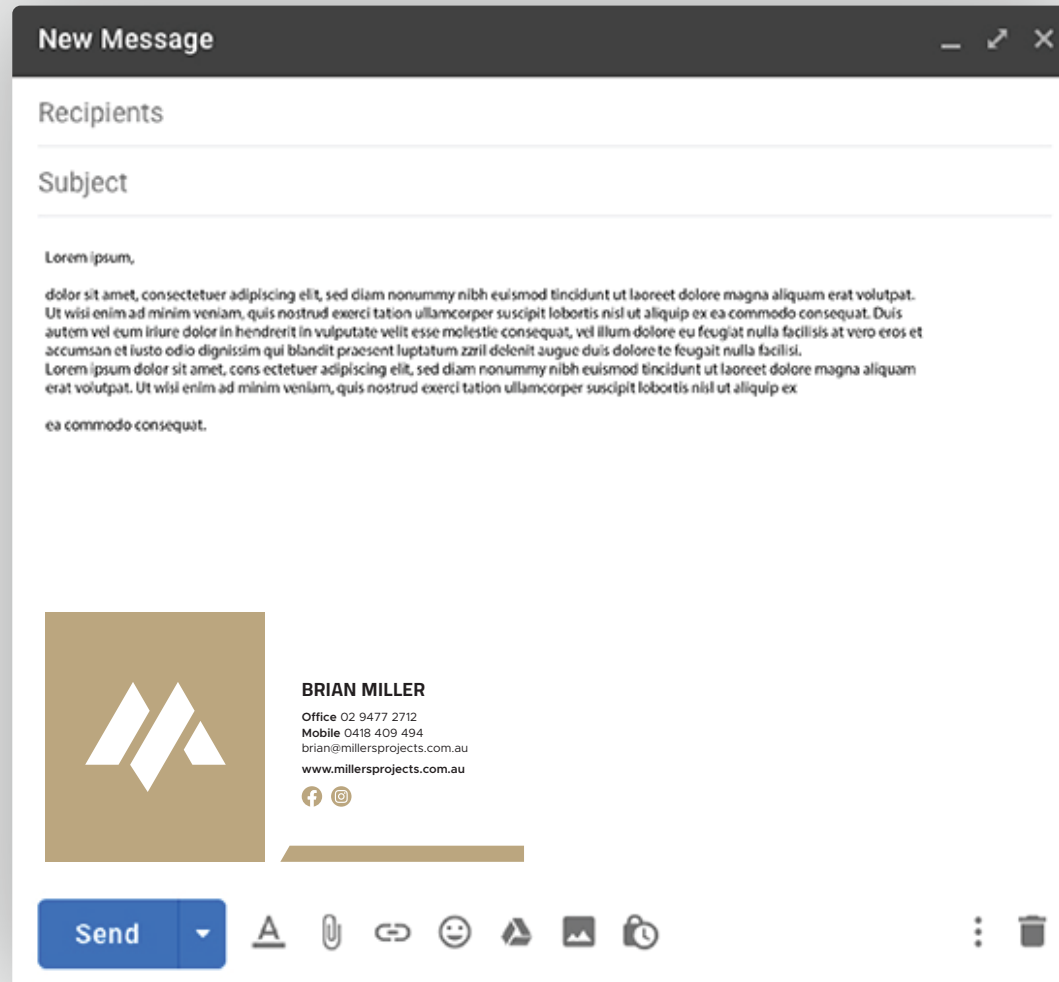 New Message
Recipients
Subject
Lorem ipsum,
dolor sit amet, consectetuer adipiscing elit, sed diam nonummy nibh euismod tincidunt ut laoreet dolore magna aliquam erat volutpat.
Ut wisi enim ad minim veniam, quis nostrud exerci tation ullamcorper suscipit lobortis nisl ut aliquip ex ea commodo consequat. Duis
autem vel eum iriure dolor in hendrerit in vulputate velit esse molestie consequat, vel illum dolore eu feugiat nulla facilisis at vero eros et
accumsan et iusto odio dignissim qui blandit praesent luptatum zzril delenit augue duis dolore te feugait nulla facilisi.
Lorem ipsum dolor sit amet, cons ectetuer adipiscing elit, sed diam nonummy nibh euismod tincidunt ut laoreet dolore magna aliquam
erat volutpat. Ut wisi enim ad minim veniam, quis nostrud exerci tation ullamcorper suscipit lobortis nisl ut aliquip ex
ea commodo consequat.
BRIAN MILLER
Office 02 9477 2712
Mobile 0418 409 494
brian@millersprojects.com.au
www.millersprojects.com.au
Send